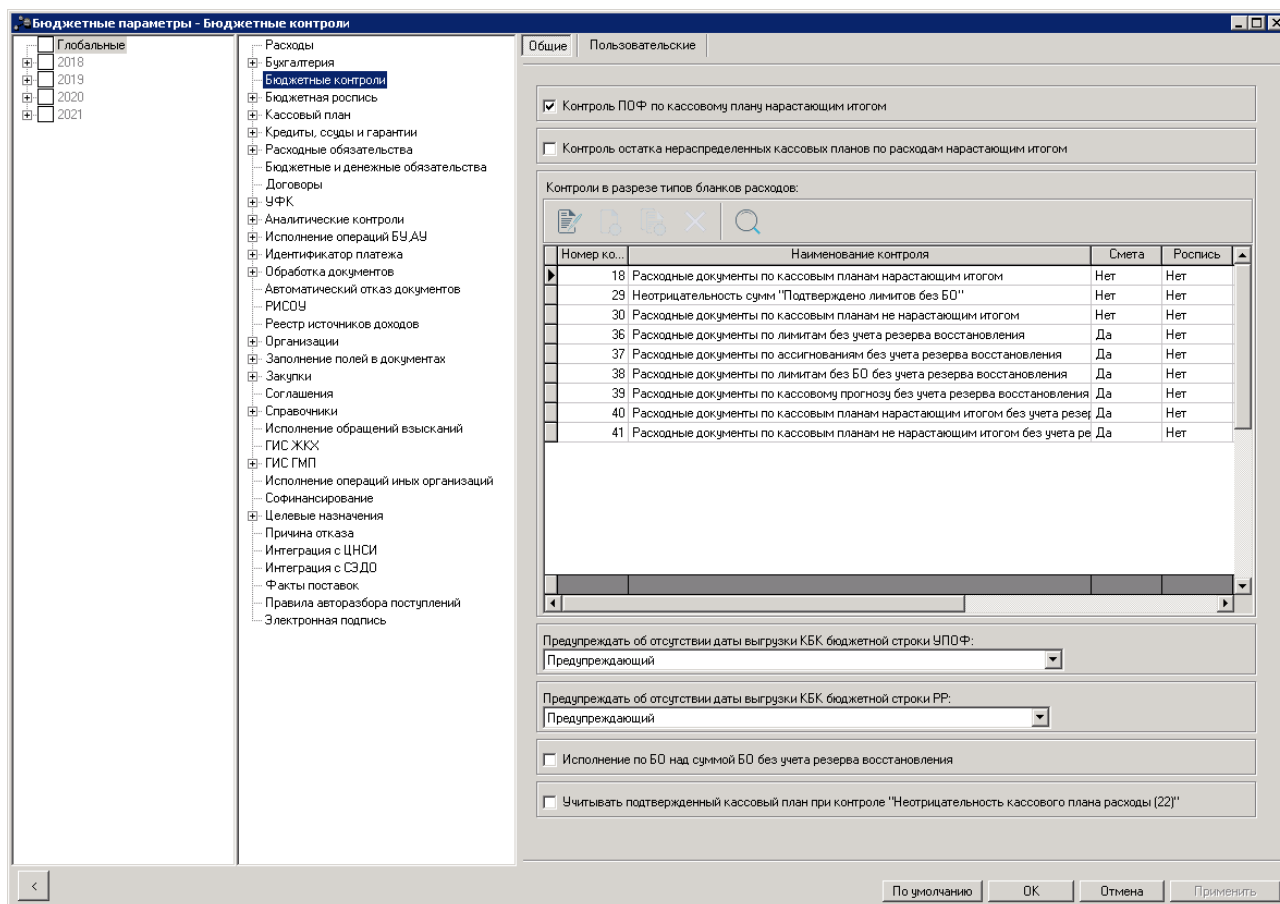 Бюджетные параметры - Бюджетные контроли
Глобальные
2018
2019
2020
2021
Расходы
Бухгалтерия
Бюджетные контроли
Бюджетная роспись
Кассовый план
Кредиты, ссуды и гарантии
Расходные обязательства
Бюджетные и денежные обязательства
Договоры
УФК
Аналитические контроли
Исполнение операций БУ,АУ
Идентификатор платежа
Обработка документов
Автоматический отказ документов
РИСОУ
Реестр источников доходов
Организации
Заполнение полей в документах
Закупки
Соглашения
Справочники
Исполнение обращений взысканий
ГИС ЖКХ
ГИС ГМП
Исполнение операций иных организаций
Софинансирование
Целевые назначения
Причина отказа
Интеграция с ЦНСИ
Интеграция с СЭДО
Факты поставок
Правила авторазбора поступлений
Электронная подпись
Общие Пользовательские
Контроль ПОФ по кассовому плану нарастающим итогом
Контроль остатка нераспределенных кассовых планов по расходам нарастающим итогом
Контроли в разрезе типов бланков расходов:
Номер ко... Наименование контроля Смета Роспись
18 Расходные документы по кассовым планам нарастающим итогом Нет Нет
29 Неотрицательность сумм "Подтверждено лимитов без БО" Нет Нет
30 Расходные документы по кассовым планам не нарастающим итогом Нет Нет
36 Расходные документы по лимитам без учета резерва восстановления Да Нет
37 Расходные документы по ассигнованиям без учета резерва восстановления Да Нет
38 Расходные документы по лимитам без БО без учета резерва восстановления Да Нет
39 Расходные документы по кассовому прогнозу без учета резерва восстановления Да Нет
40 Расходные документы по кассовым планам нарастающим итогом без учета резер Да Нет
41 Расходные документы по кассовым планам не нарастающим итогом без учета ре Да Нет
Предупреждать об отсутствии даты выгрузки КБК бюджетной строки УПОФ:
Предупреждающий
Предупреждать об отсутствии даты выгрузки КБК бюджетной строки РР:
Предупреждающий
Исполнение по БО над суммой БО без учета резерва восстановления
Учитывать подтвержденный кассовый план при контроле "Неотрицательность кассового плана расходы (22)"
< По умолчанию OK Отмена Применить